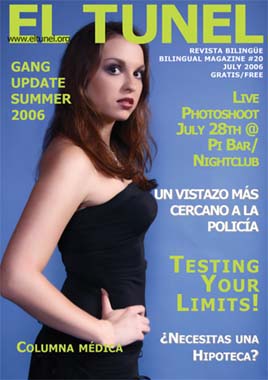 EL TUNEL
www.eltunel.org
REVISTA BILINGÜE
BILINGUAL MAGAZINE #20
JULY 2006
GRATIS/FREE
GANG
UPDATE
SUMMER
2006
LIVE
PHOTOSHOOT
JULY 28TH @
PI BAR/
NIGHTCLUB
UN VISTAZO MÁS
CERCANO A LA
POLICÍA
TESTING
YOUR
LIMITS!
¿NECESITAS UNA
HIPOTECA?
COLUMNA MÉDICA